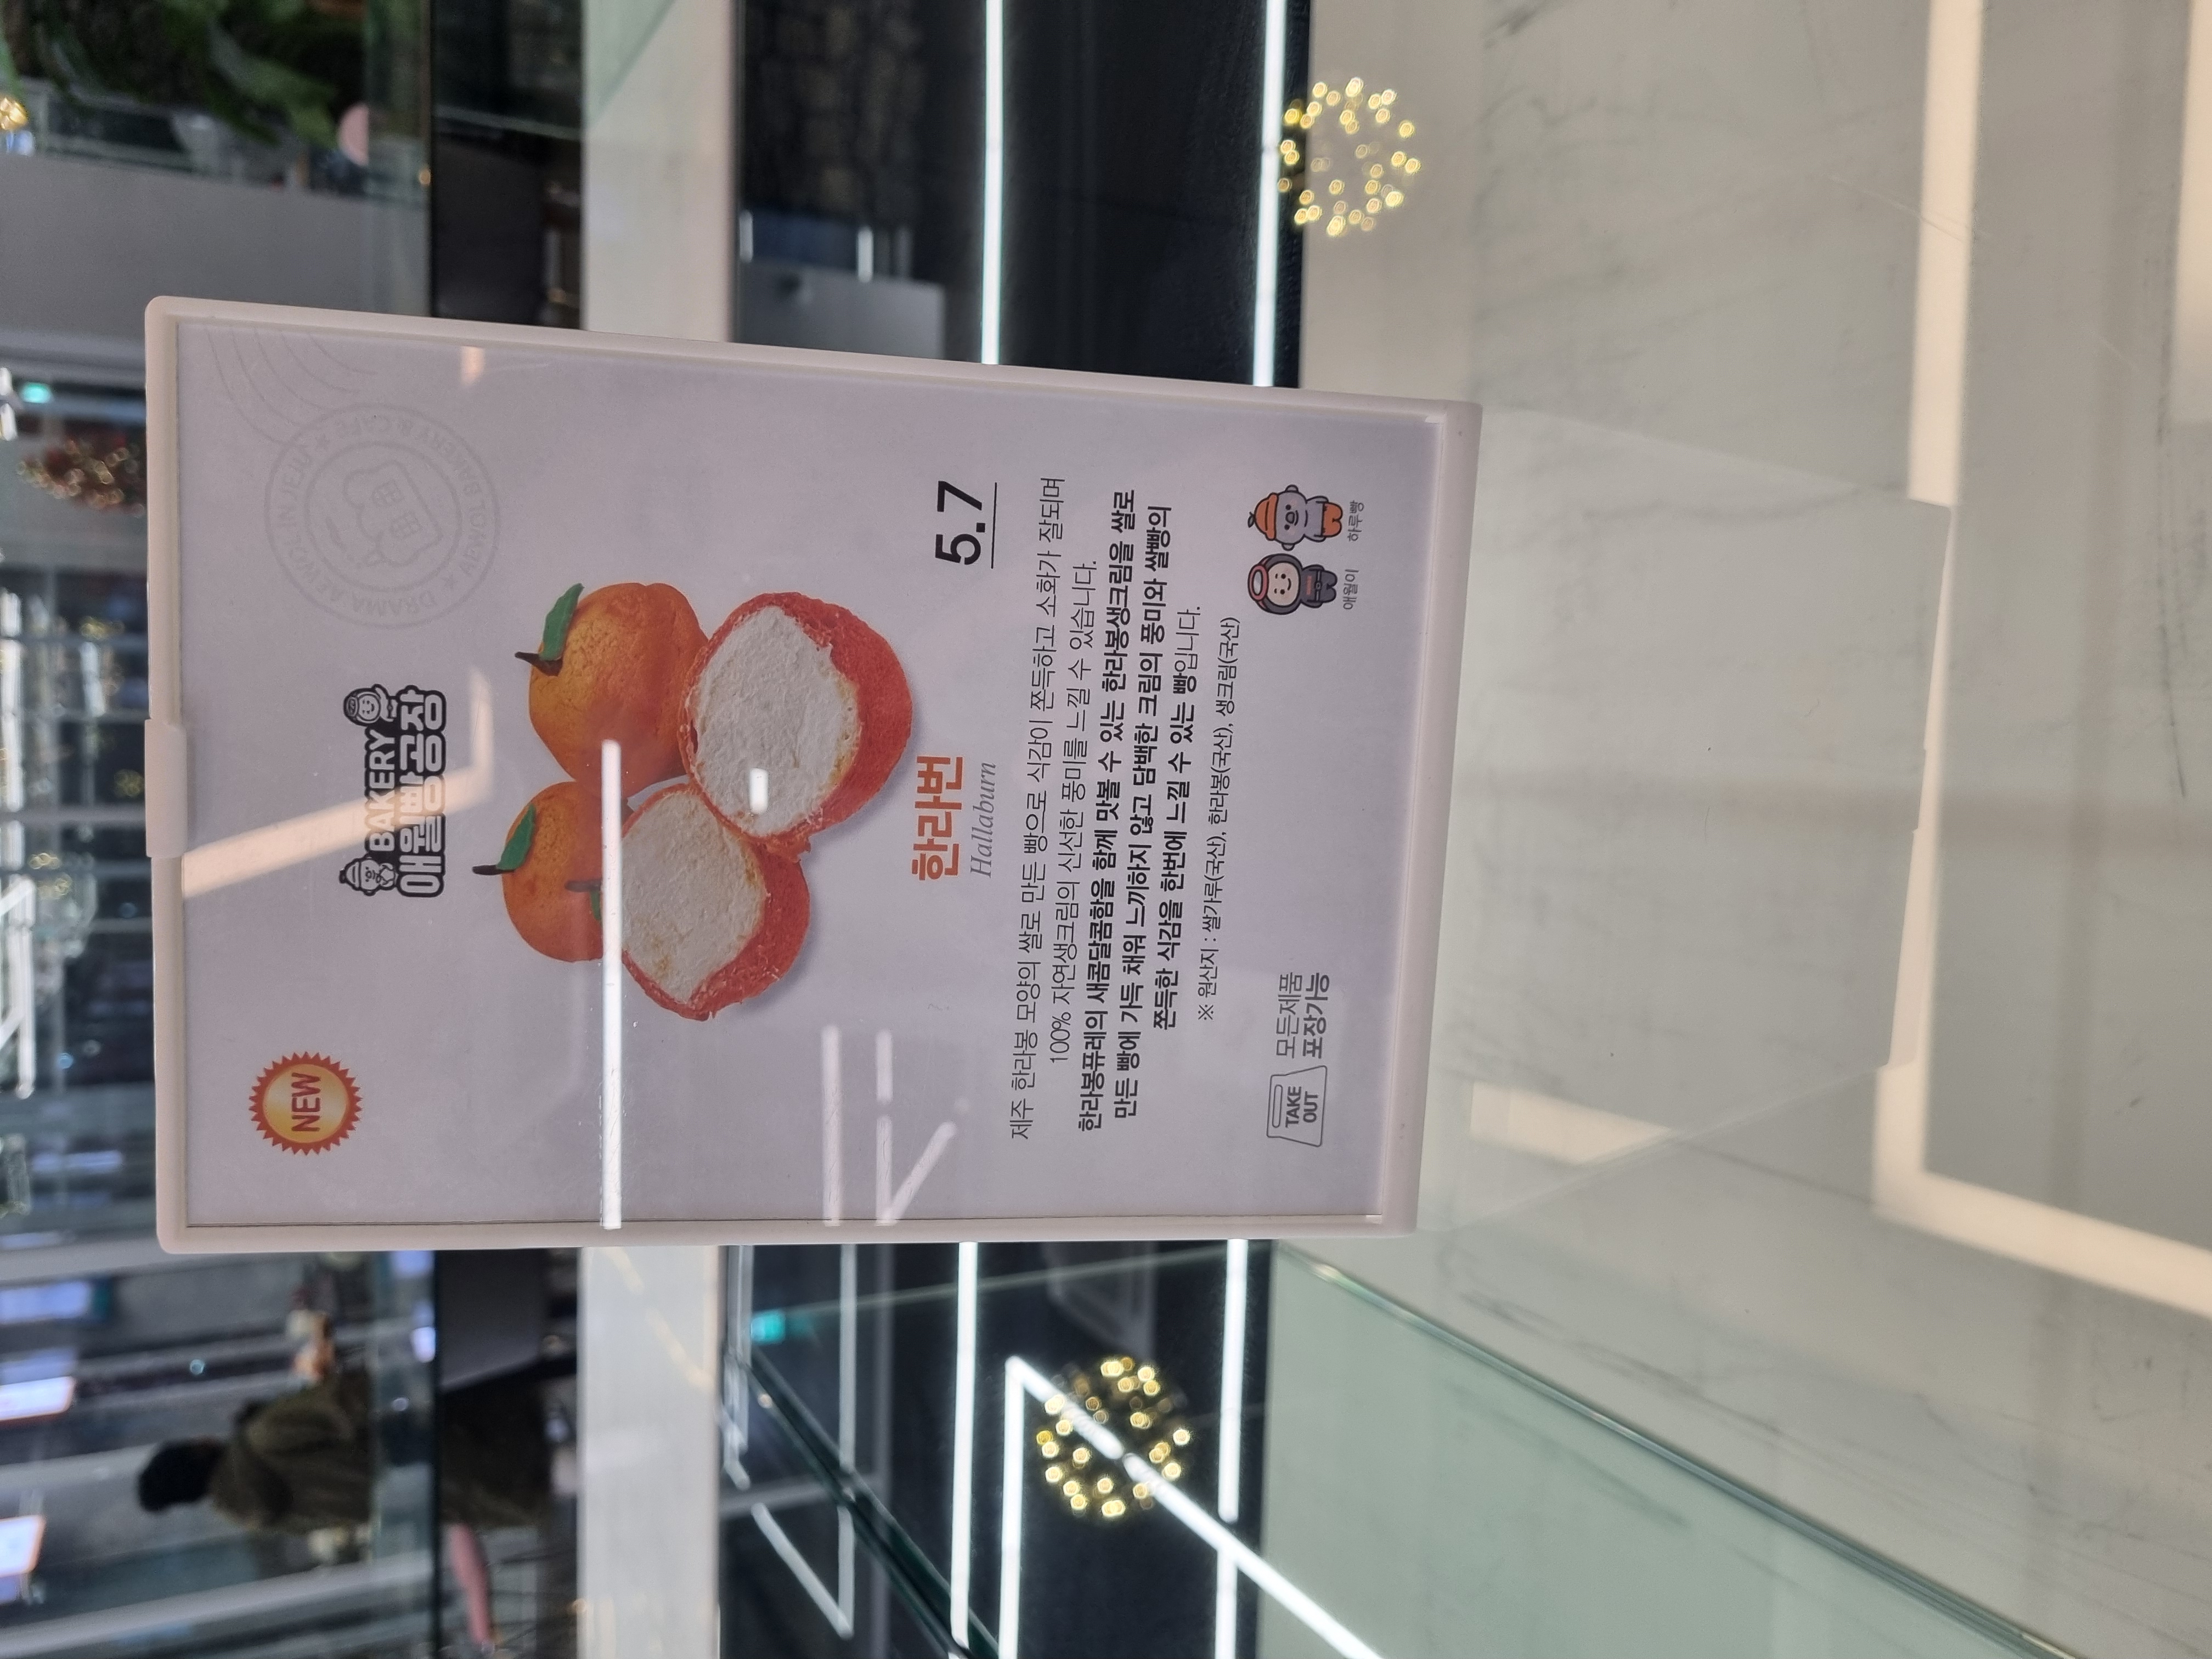 NEW
BAKERY
애월빵공장
DRAMA AEWOL IN JEJU
한라번
Hallaburn
5.7
제주 한라봉 모양의 쌀로 만든 빵으로 식감이 쫀득하고 소화가 잘되며
100% 자연생크림의 신선한 풍미를 느낄 수 있습니다.
한라봉퓨레의 새콤달콤함을 함께 맛볼 수 있는 한라봉생크림을 쌀로
만든 빵에 가득 채워 느끼하지 않고 담백한 크림의 풍미와 쌀빵의
쫀득한 식감을 한번에 느낄 수 있는 빵입니다.
※ 원산지 : 쌀가루(국산), 한라봉(국산), 생크림(국산)
TAKE
OUT
모든제품
포장가능
애월이
하루빵